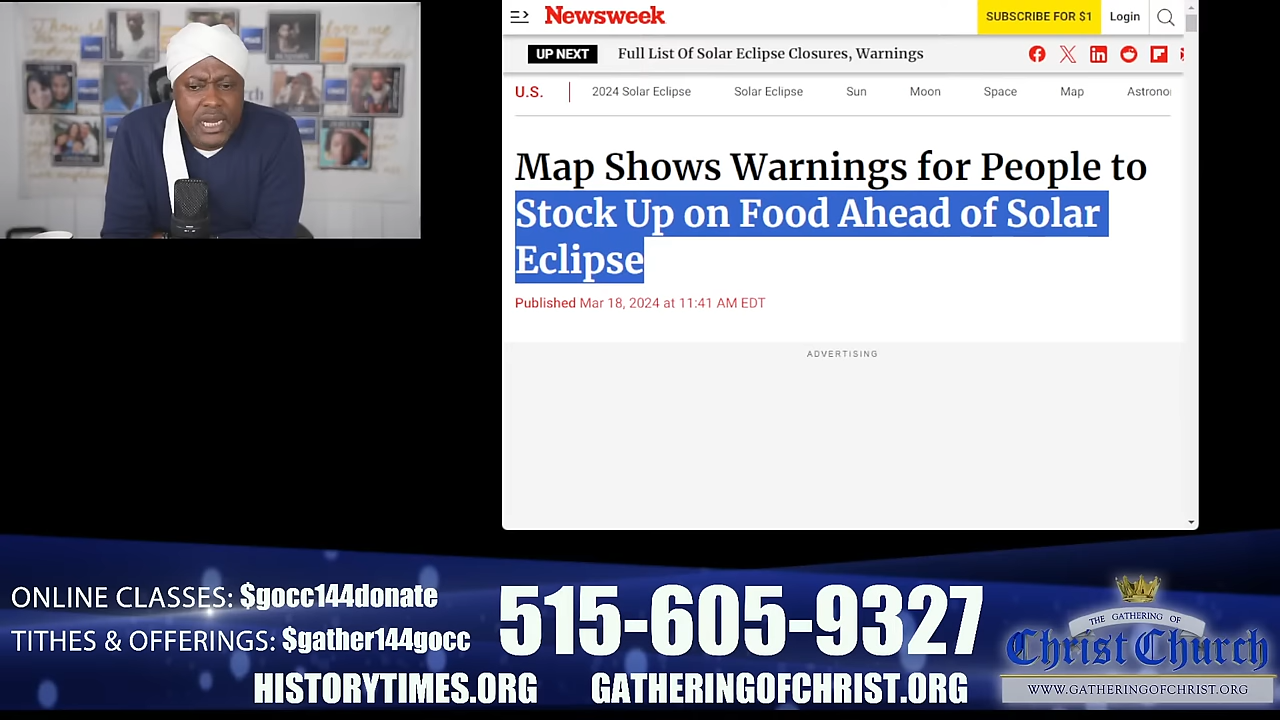 Newsweek
SUBSCRIBE FOR $1
Login
UP NEXT
Full List Of Solar Eclipse Closures, Warnings
U.S.
2024 Solar Eclipse
Solar Eclipse
Sun
Moon
Space
Map
Astrono
Map Shows Warnings for People to
Stock Up on Food Ahead of Solar
Eclipse
Published Mar 18, 2024 at 11:41 AM EDT
ADVERTISING
ONLINE CLASSES: $gocc144donate
TITHES & OFFERINGS: $gather144gocc
515-605-9327
HISTORYTIMES.ORG
GATHERINGOFCHRIST.ORG
THE GATHERING OF
Christ Church
WWW.GATHERINGOFCHRIST.ORG